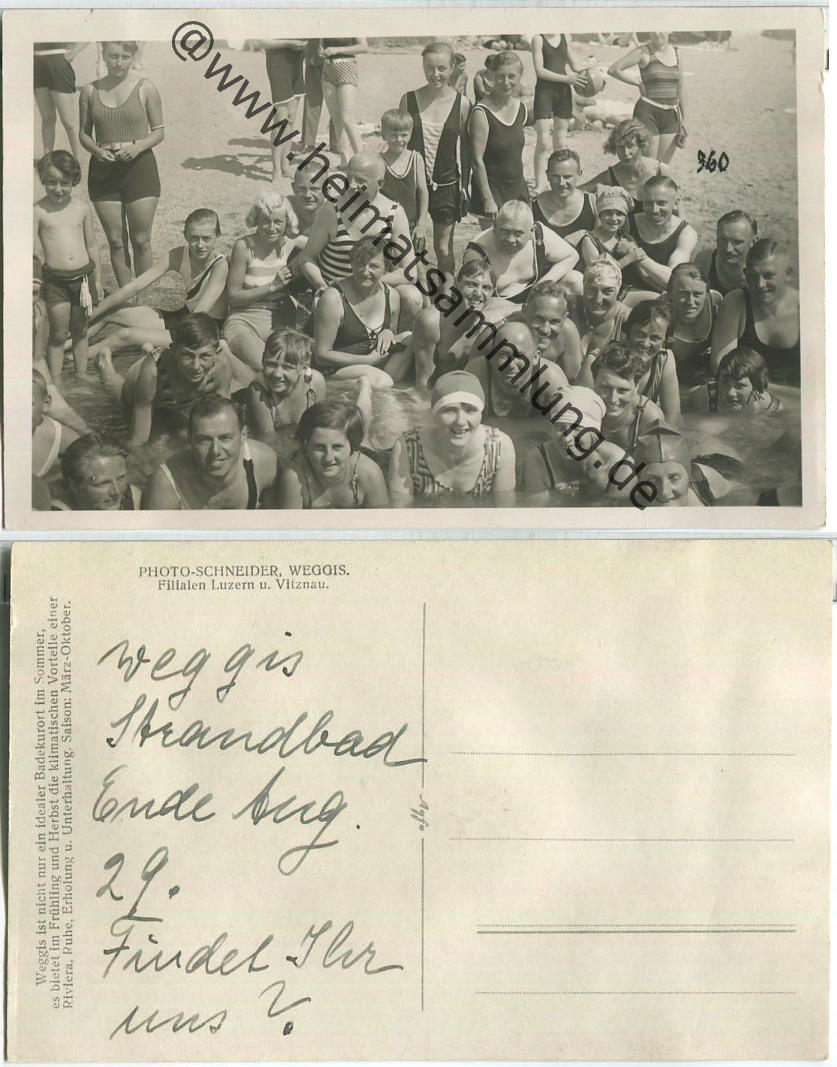 @www.heimatsammlung.de
960
PHOTO-SCHNEIDER, WEGGIS.
Filialen Luzern u. Vitznau.
Weggis ist nicht nur ein idealer Badekurort im Sommer,
es bietet im Frühling und Herbst die klimatischen Vorteile einer
Riviera, Ruhe, Erholung u. Unterhaltung. Saison: März-Oktober.
Weggis
Strandbad
Ende Aug.
29.
Findet Ihr
uns?